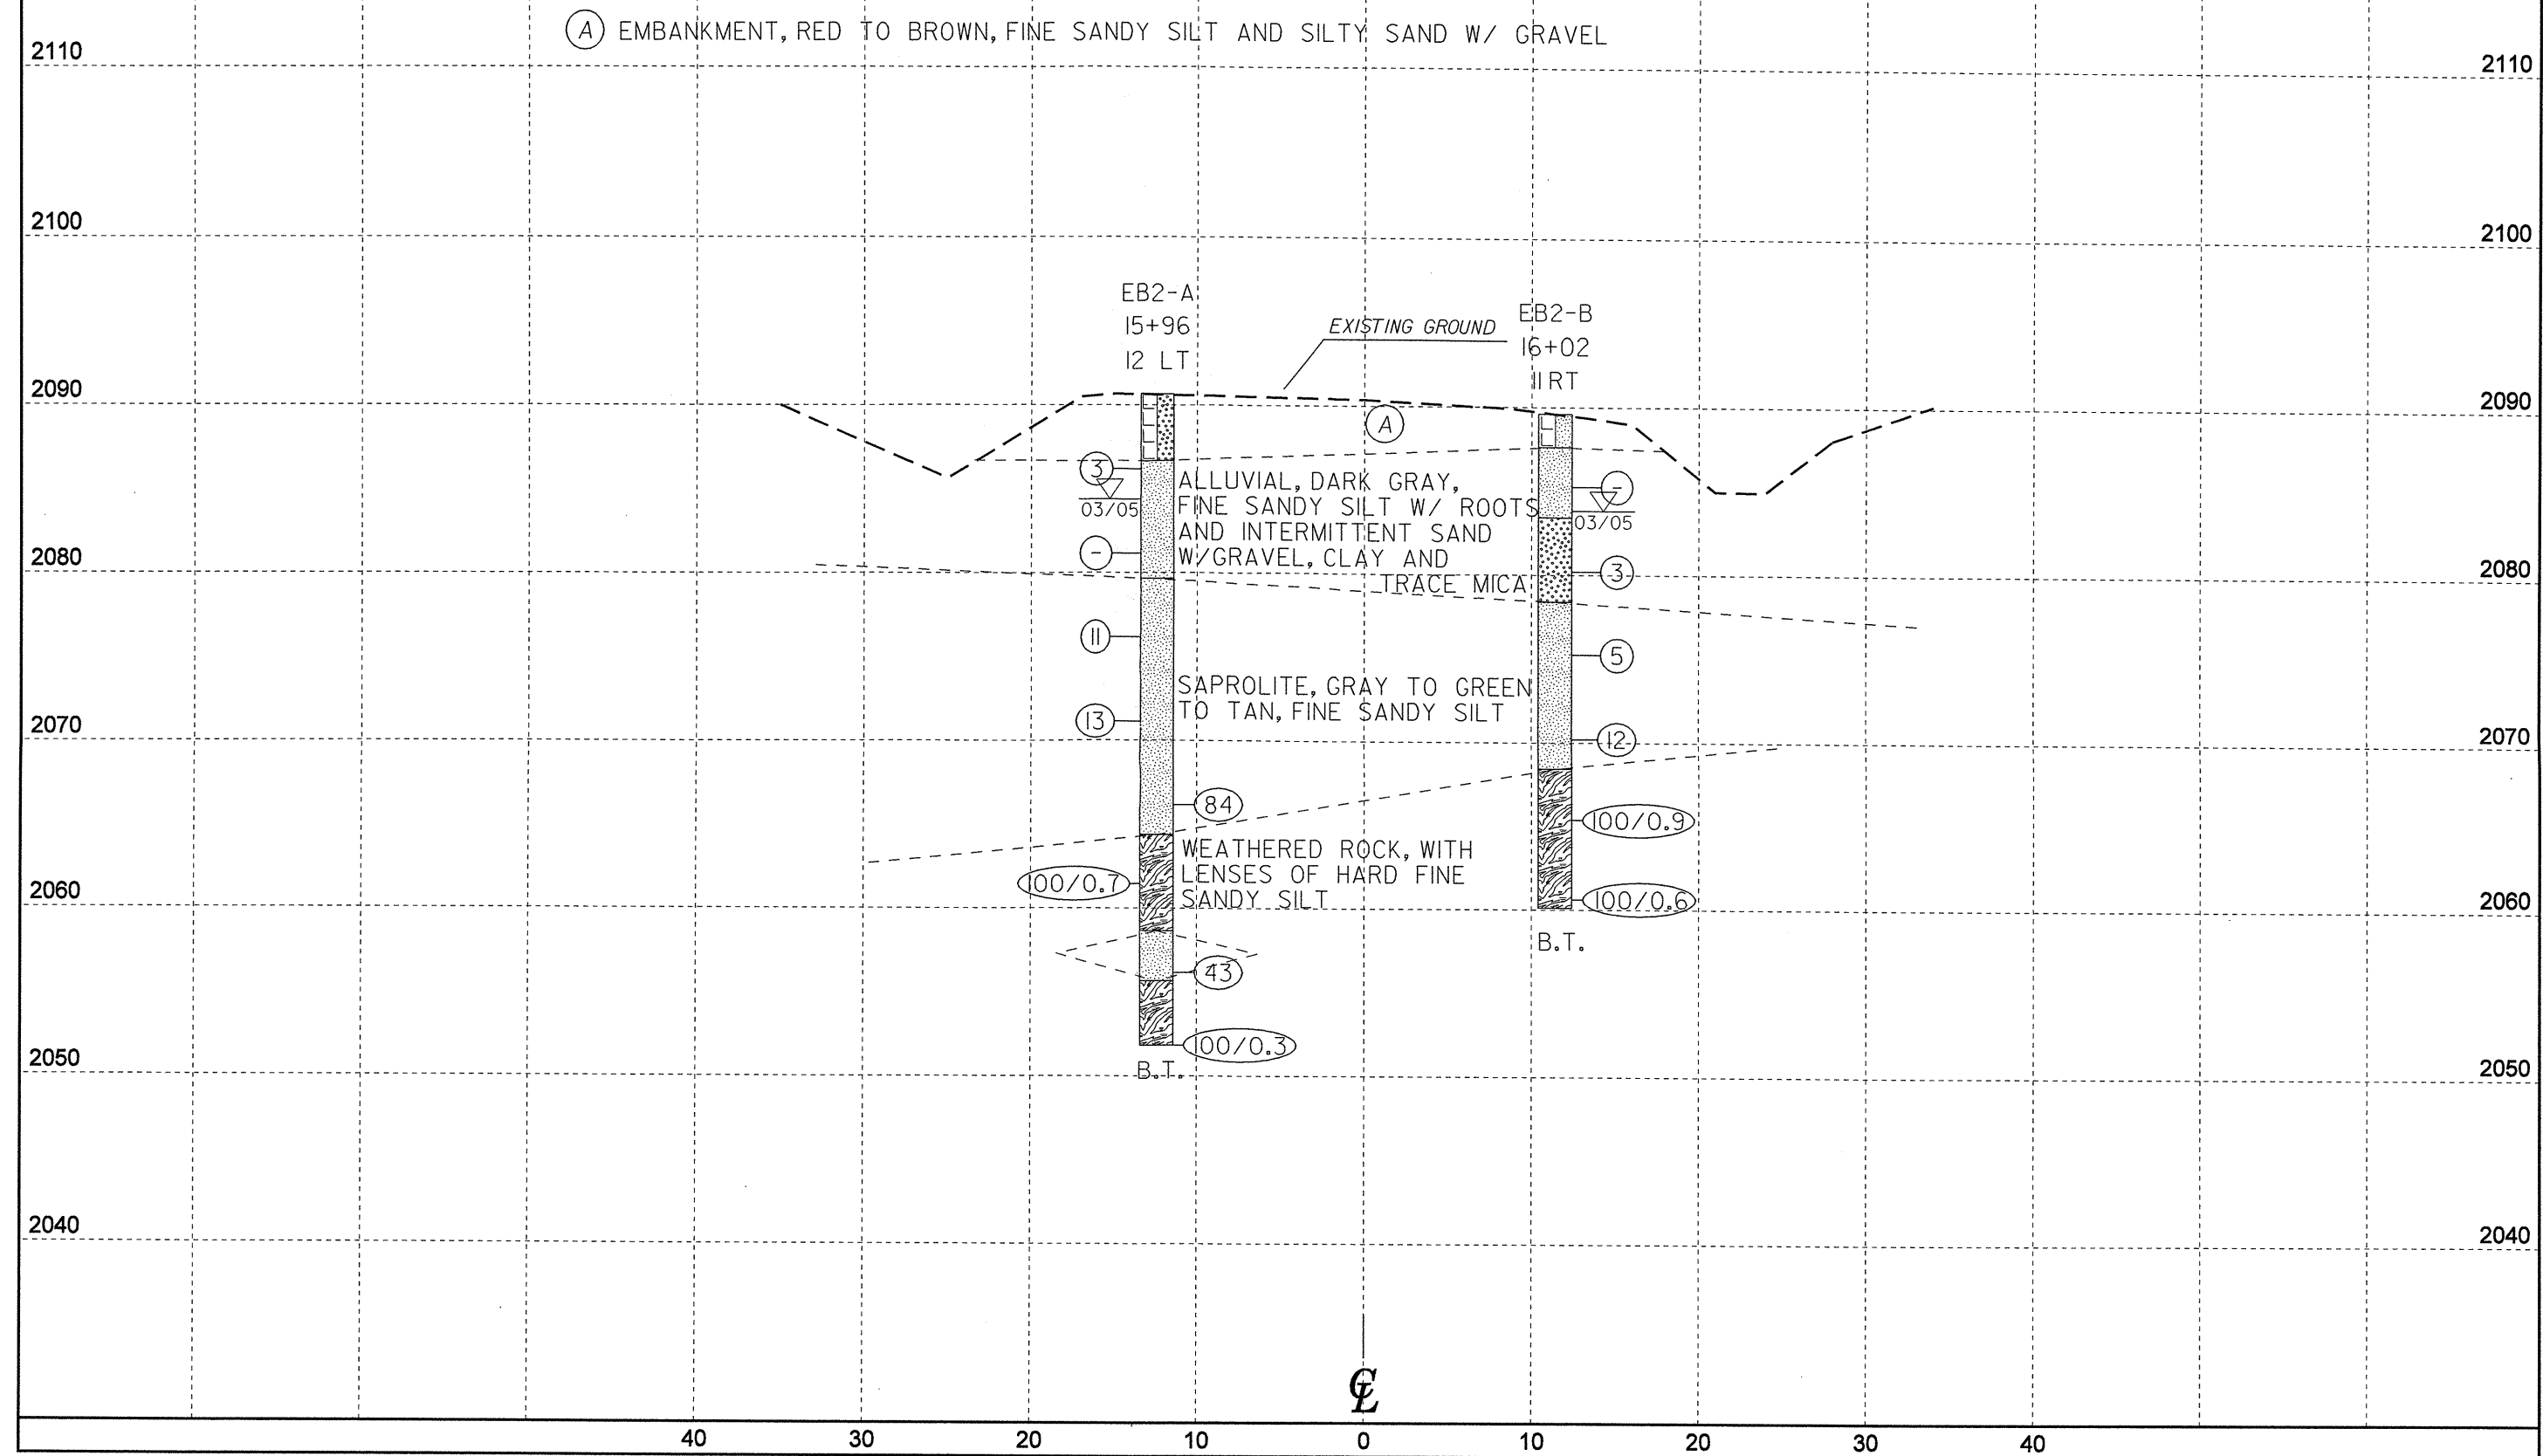 (A) EMBANKMENT, RED TO BROWN, FINE SANDY SILT AND SILTY SAND W/ GRAVEL
2110 2110
2100 2100
EB2-A
15+96
12 LT
EXISTING GROUND
EB2-B
16+02
11 RT
2090 2090
A
3
03/05
-
ALLUVIAL, DARK GRAY,
FINE SANDY SILT W/ ROOTS
AND INTERMITTENT SAND
W/GRAVEL, CLAY AND
TRACE MICA
-
03/05
3
2080 2080
11
5
SAPROLITE, GRAY TO GREEN
TO TAN, FINE SANDY SILT
13
12
2070 2070
84
100/0.9
WEATHERED ROCK, WITH
LENSES OF HARD FINE
SANDY SILT
100/0.7
100/0.6
2060 2060
B.T.
43
100/0.3
2050 2050
B.T.
2040 2040
℄
40 30 20 10 0 10 20 30 40